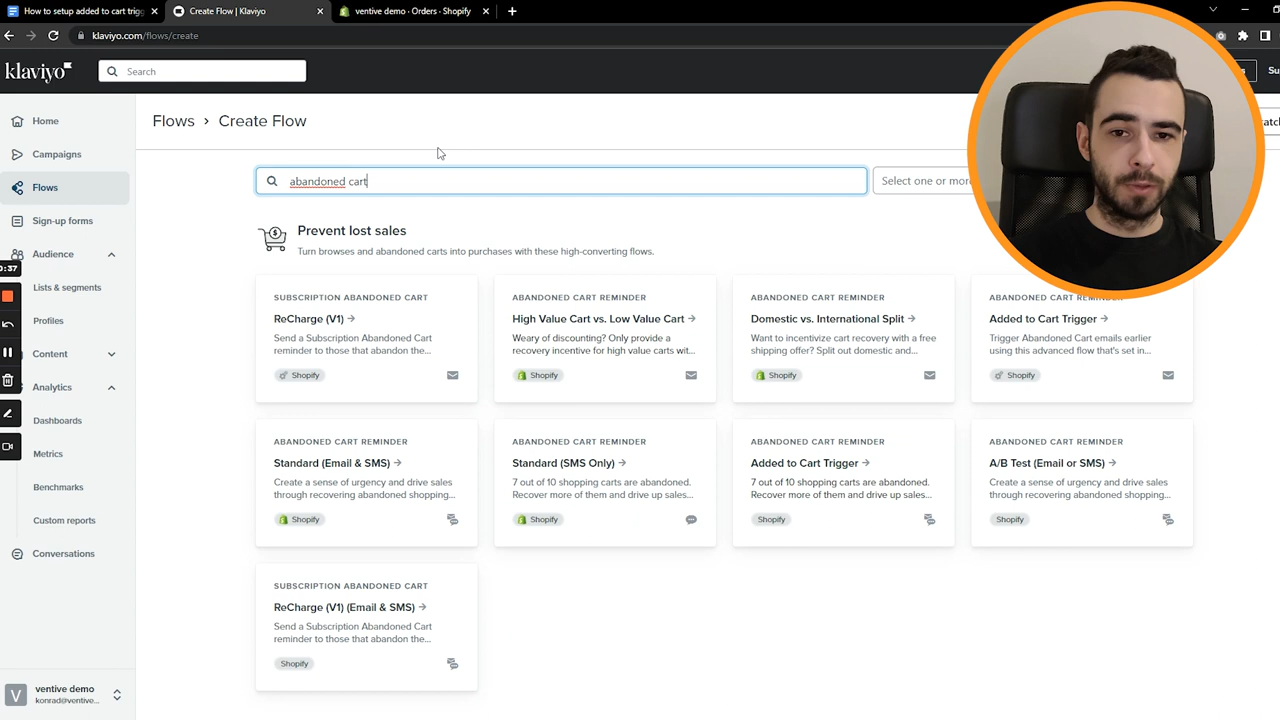 How to setup added to cart trigg
Create Flow | Klaviyo
ventive demo · Orders · Shopify
klaviyo.com/flows/create
klaviyo
Search
Flows > Create Flow
abandoned cart
Select one or more
Home
Campaigns
Flows
Sign-up forms
Audience
Lists & segments
Profiles
Content
Analytics
Dashboards
Metrics
Benchmarks
Custom reports
Conversations
0:37
Prevent lost sales
Turn browses and abandoned carts into purchases with these high-converting flows.
SUBSCRIPTION ABANDONED CART
ReCharge (V1) →
Send a Subscription Abandoned Cart
reminder to those that abandon the...
Shopify
ABANDONED CART REMINDER
High Value Cart vs. Low Value Cart →
Weary of discounting? Only provide a
recovery incentive for high value carts wit...
Shopify
ABANDONED CART REMINDER
Domestic vs. International Split →
Want to incentivize cart recovery with a free
shipping offer? Split out domestic and...
Shopify
ABANDONED CART REMINDER
Added to Cart Trigger →
Trigger Abandoned Cart emails earlier
using this advanced flow that's set in...
Shopify
ABANDONED CART REMINDER
Standard (Email & SMS) →
Create a sense of urgency and drive sales
through recovering abandoned shopping...
Shopify
ABANDONED CART REMINDER
Standard (SMS Only) →
7 out of 10 shopping carts are abandoned.
Recover more of them and drive up sales...
Shopify
ABANDONED CART REMINDER
Added to Cart Trigger →
7 out of 10 shopping carts are abandoned.
Recover more of them and drive up sales...
Shopify
ABANDONED CART REMINDER
A/B Test (Email or SMS) →
Create a sense of urgency and drive sales
through recovering abandoned shopping...
Shopify
SUBSCRIPTION ABANDONED CART
ReCharge (V1) (Email & SMS) →
Send a Subscription Abandoned Cart
reminder to those that abandon the...
Shopify
V
ventive demo
konrad@ventive...